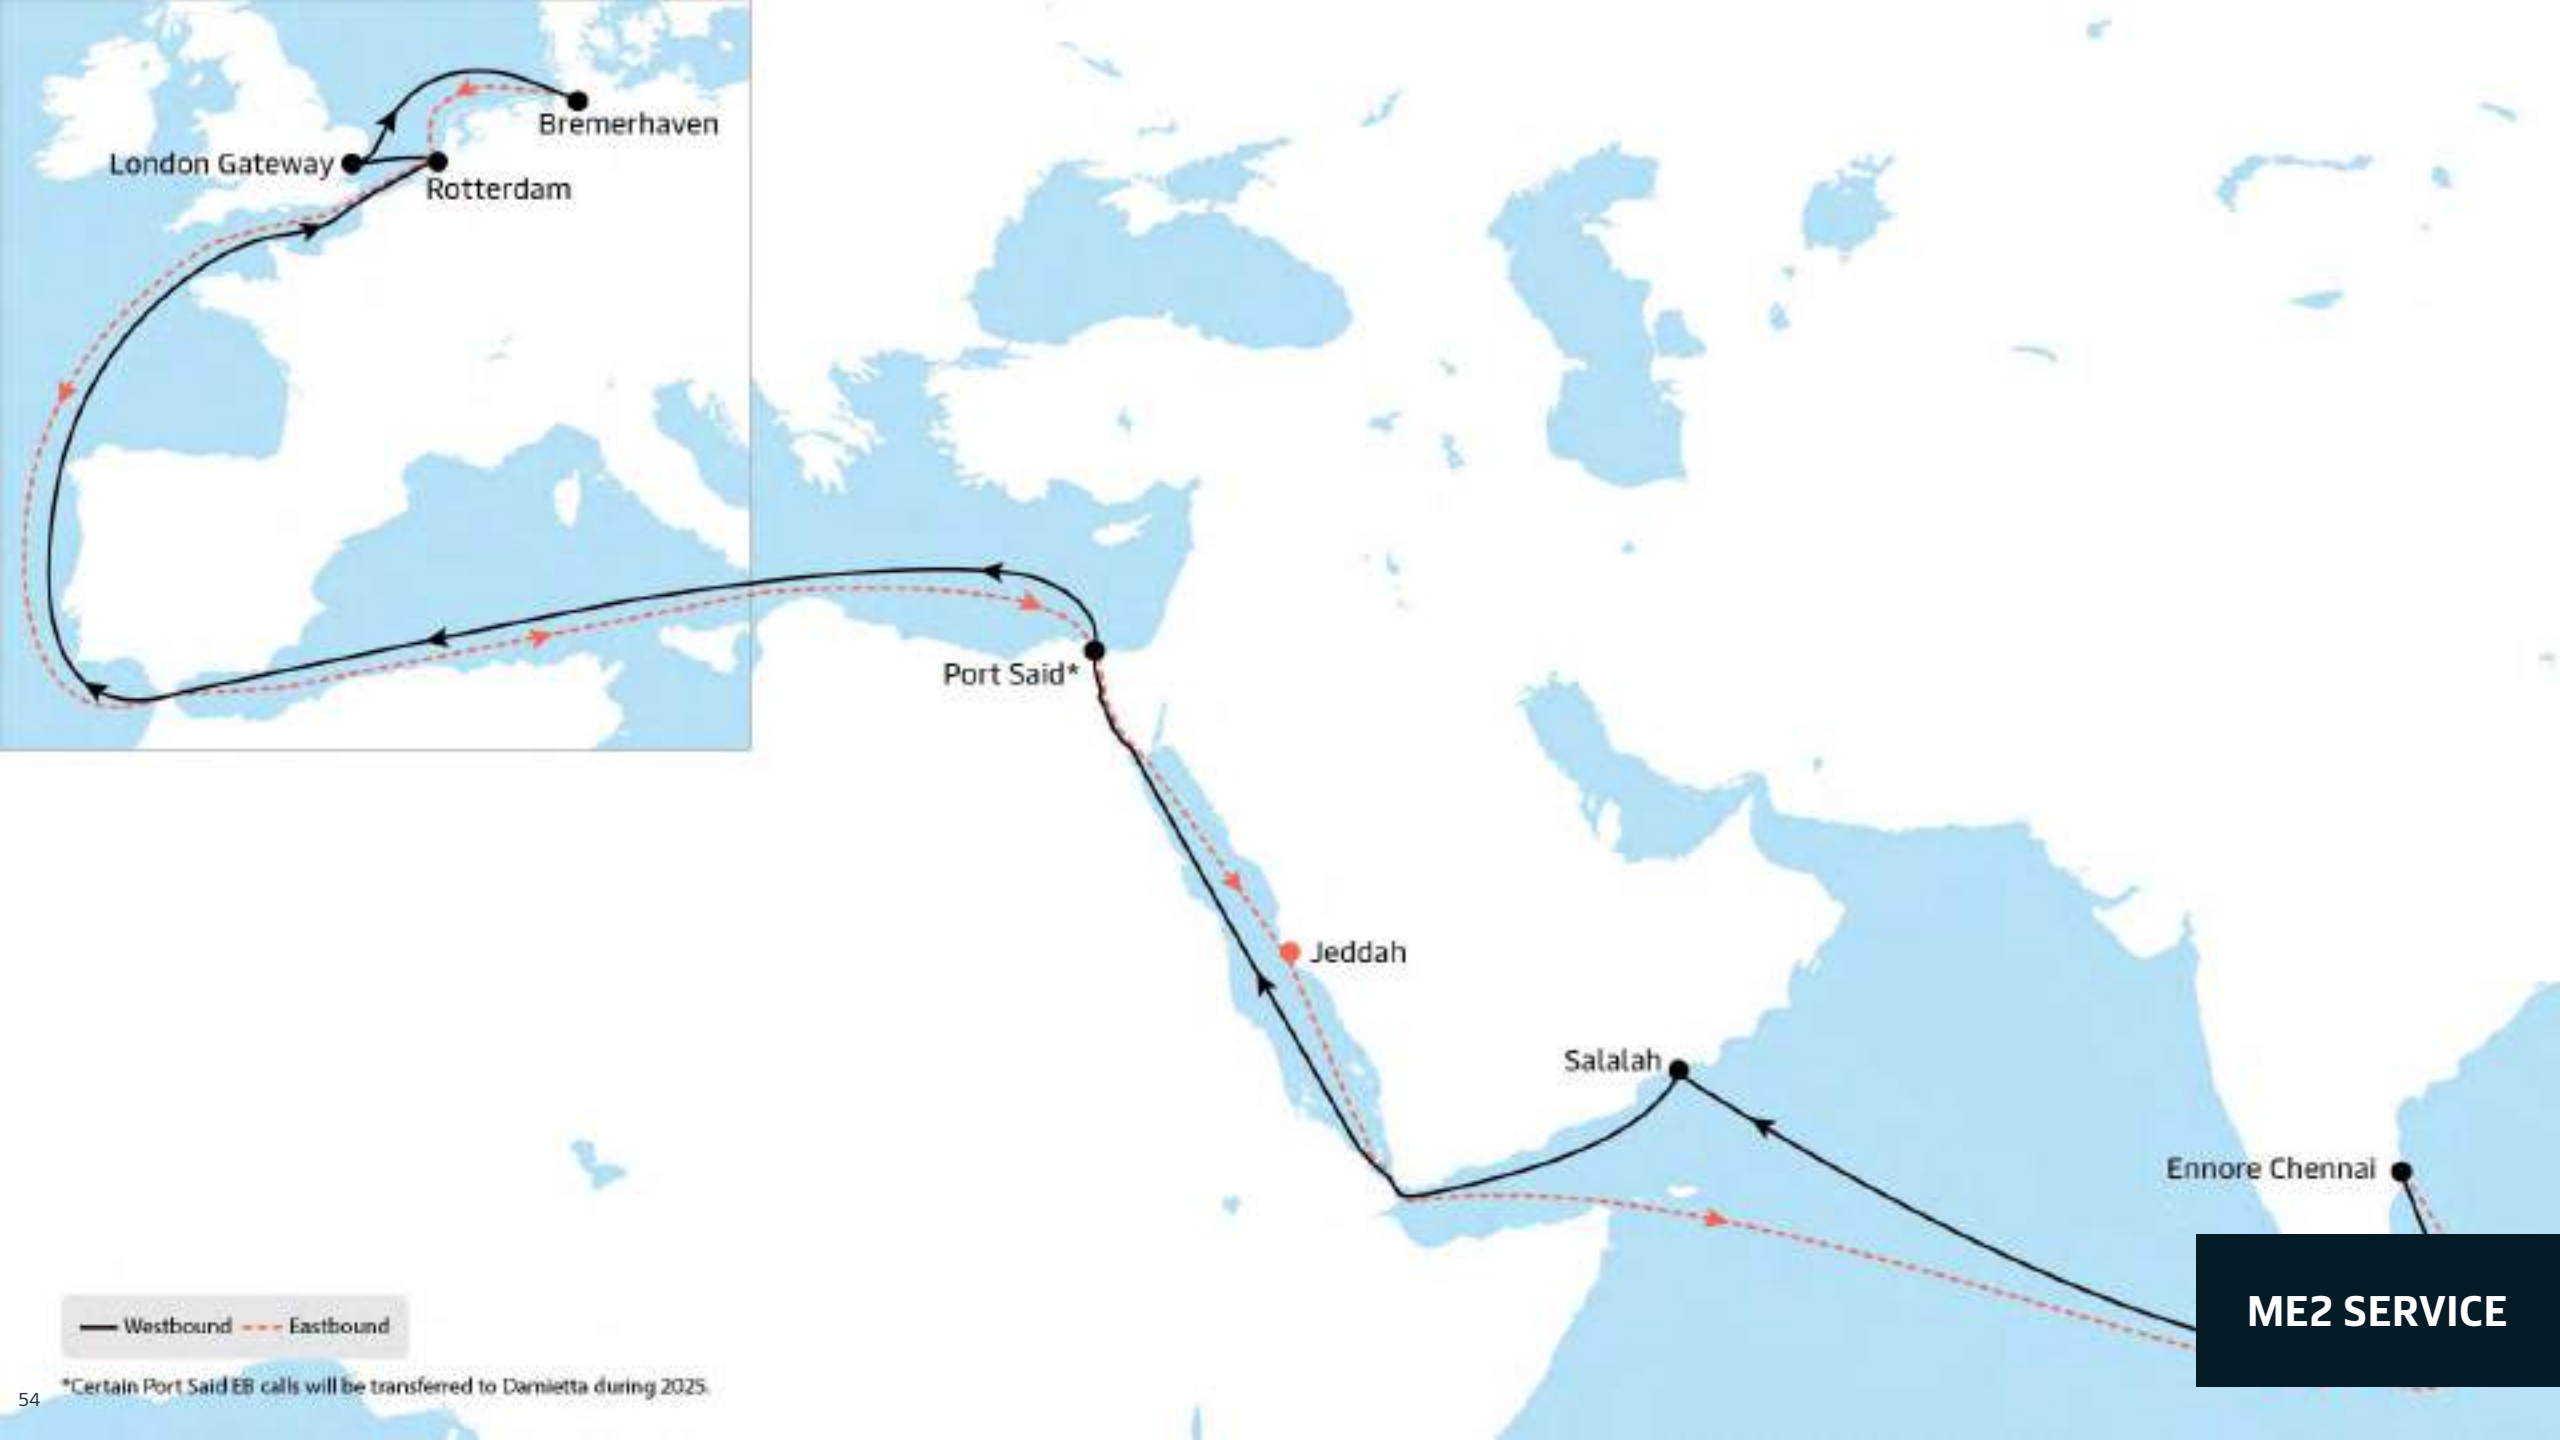 Bremerhaven
London Gateway
Rotterdam
Port Said*
Jeddah
Salalah
Ennore Chennai
ME2 SERVICE
Westbound Eastbound
*Certain Port Said EB calls will be transferred to Damietta during 2025.
54